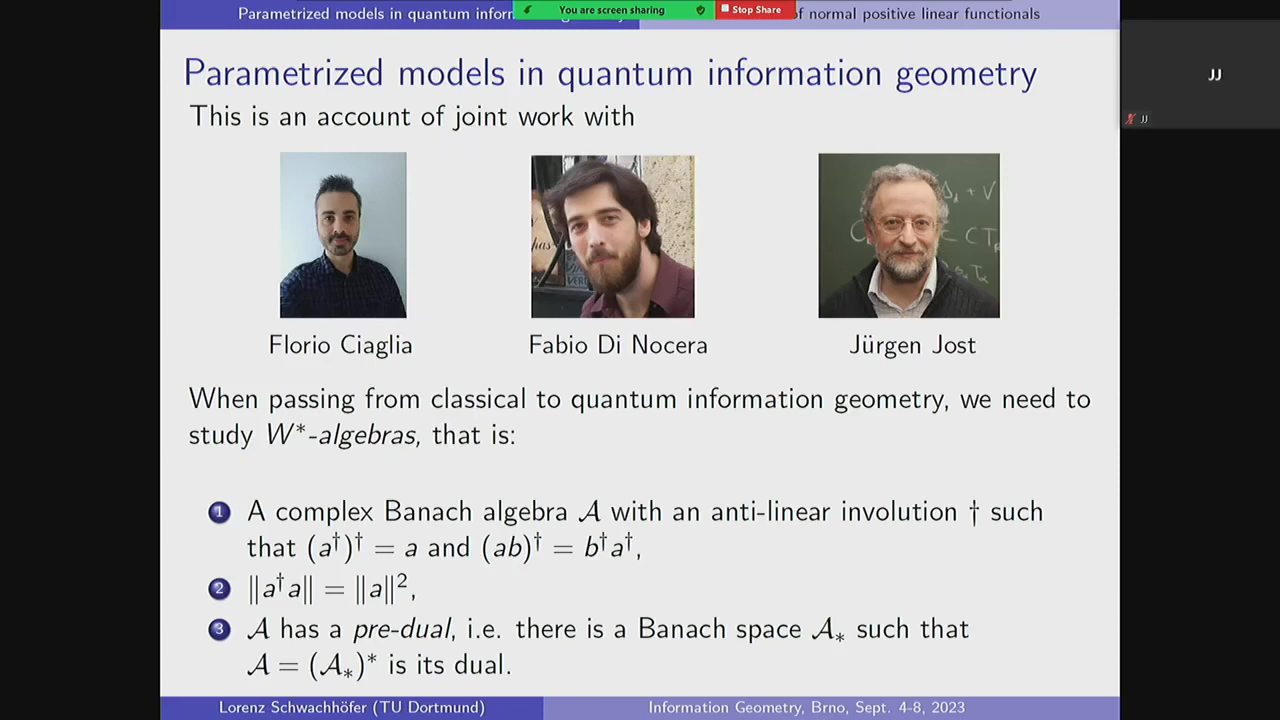 Parametrized models in quantum infor
You are screen sharing
Stop Share
of normal positive linear functionals
JJ
JJ
Parametrized models in quantum information geometry
This is an account of joint work with
Florio Ciaglia
Fabio Di Nocera
Jürgen Jost
When passing from classical to quantum information geometry, we need to
study W*-algebras, that is:
1 A complex Banach algebra 𝒜 with an anti-linear involution † such
that (a†)† = a and (ab)† = b†a†,
2 ‖a†a‖ = ‖a‖²,
3 𝒜 has a pre-dual, i.e. there is a Banach space 𝒜∗ such that
𝒜 = (𝒜∗)* is its dual.
Lorenz Schwachhöfer (TU Dortmund)
Information Geometry, Brno, Sept. 4-8, 2023